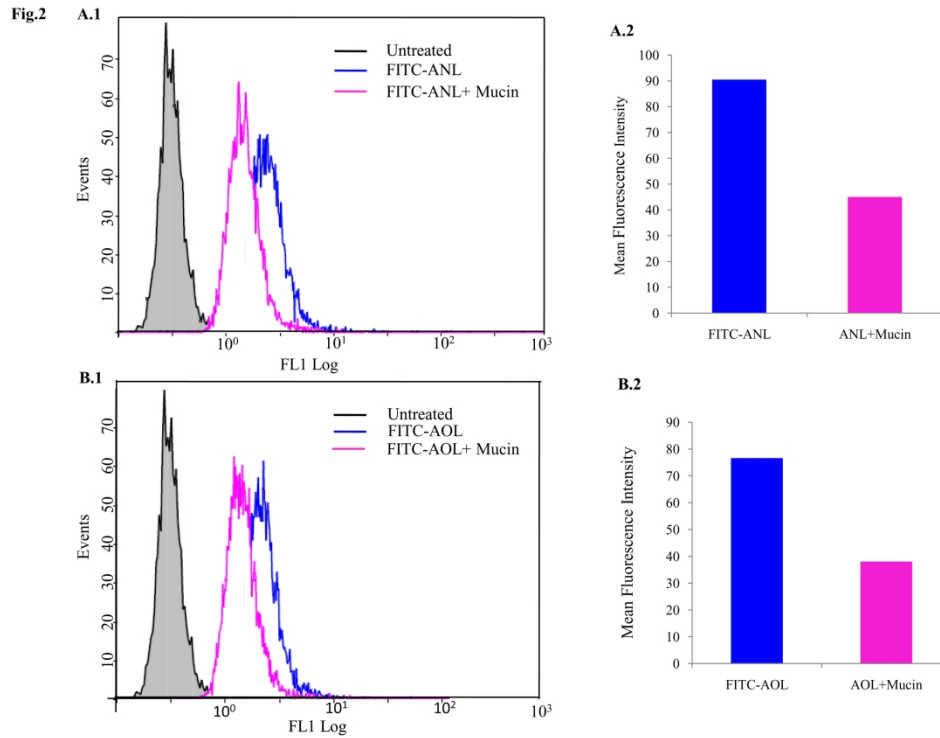 Fig.2
A.1
Untreated
FITC-ANL
FITC-ANL+ Mucin
Events
70
60
50
40
30
20
10
10⁰
10¹
10²
10³
FL1 Log
A.2
Mean Fluorescence Intensity
100
90
80
70
60
50
40
30
20
10
0
FITC-ANL
ANL+Mucin
B.1
Untreated
FITC-AOL
FITC-AOL+ Mucin
Events
70
60
50
40
30
20
10
10⁰
10¹
10²
10³
FL1 Log
B.2
Mean Fluorescence Intensity
90
80
70
60
50
40
30
20
10
0
FITC-AOL
AOL+Mucin